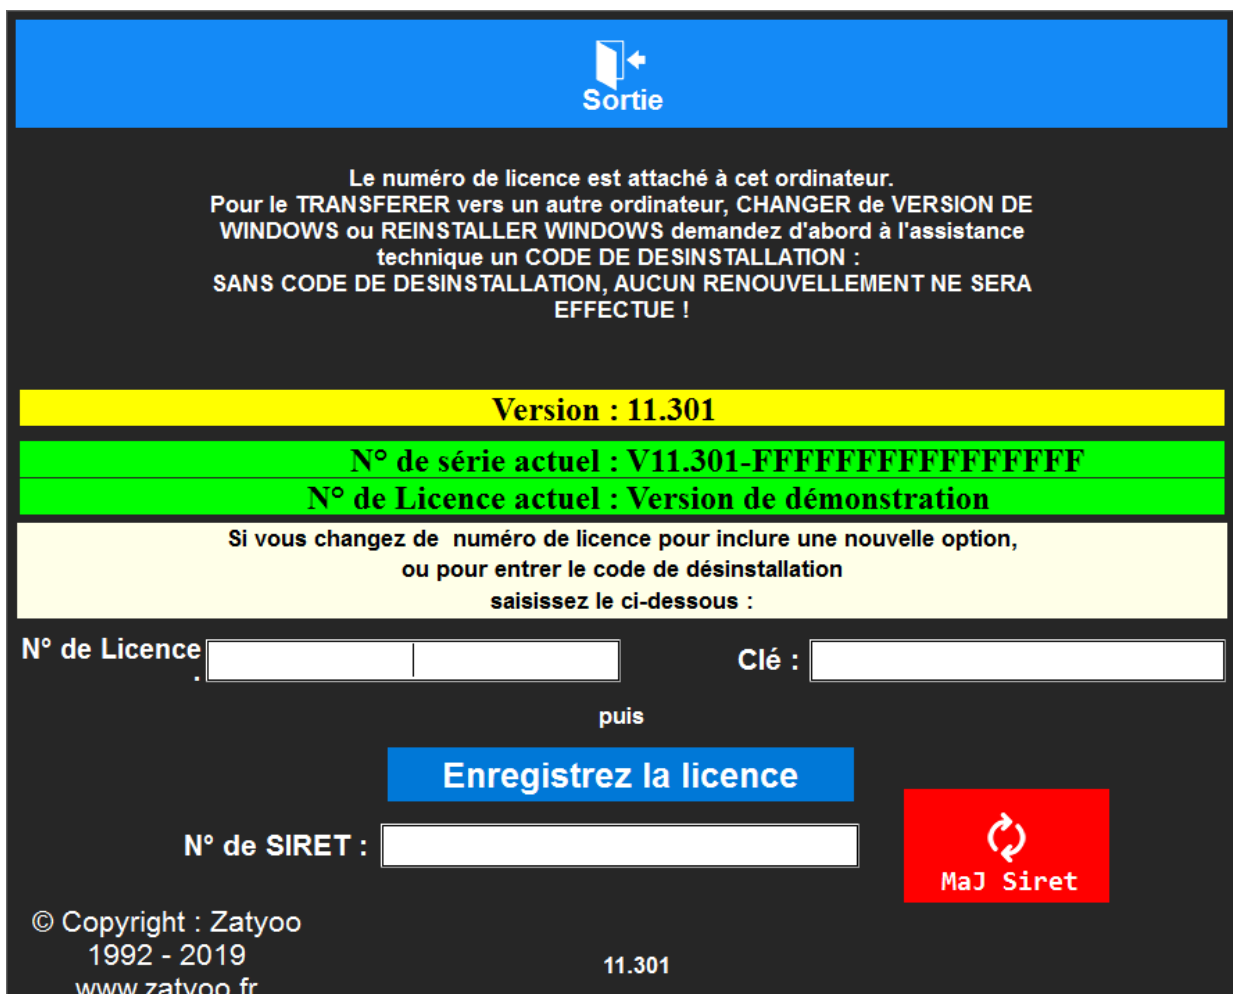 Sortie
Le numéro de licence est attaché à cet ordinateur.
Pour le TRANSFERER vers un autre ordinateur, CHANGER de VERSION DE
WINDOWS ou REINSTALLER WINDOWS demandez d'abord à l'assistance
technique un CODE DE DESINSTALLATION :
SANS CODE DE DESINSTALLATION, AUCUN RENOUVELLEMENT NE SERA
EFFECTUE !
Version : 11.301
N° de série actuel : V11.301-FFFFFFFFFFFFFFFF
N° de Licence actuel : Version de démonstration
Si vous changez de  numéro de licence pour inclure une nouvelle option,
ou pour entrer le code de désinstallation
saisissez le ci-dessous :
N° de Licence
.
Clé :
puis
Enregistrez la licence
N° de SIRET :
MaJ Siret
© Copyright : Zatyoo
1992 - 2019
www.zatyoo.fr
11.301